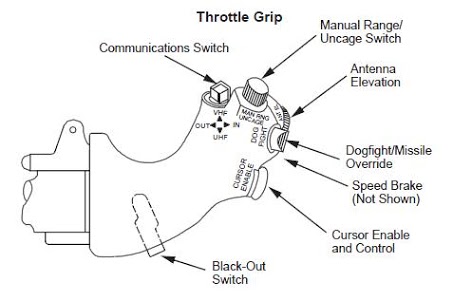 Throttle Grip
Manual Range/
Uncage Switch
Communications Switch
Antenna
Elevation
VHF
OUT
IN
UHF
MAN RNG
UNCAGE
DOG
FIGHT
CURSOR
ENABLE
Dogfight/Missile
Override
Speed Brake
(Not Shown)
Cursor Enable
and Control
Black-Out
Switch